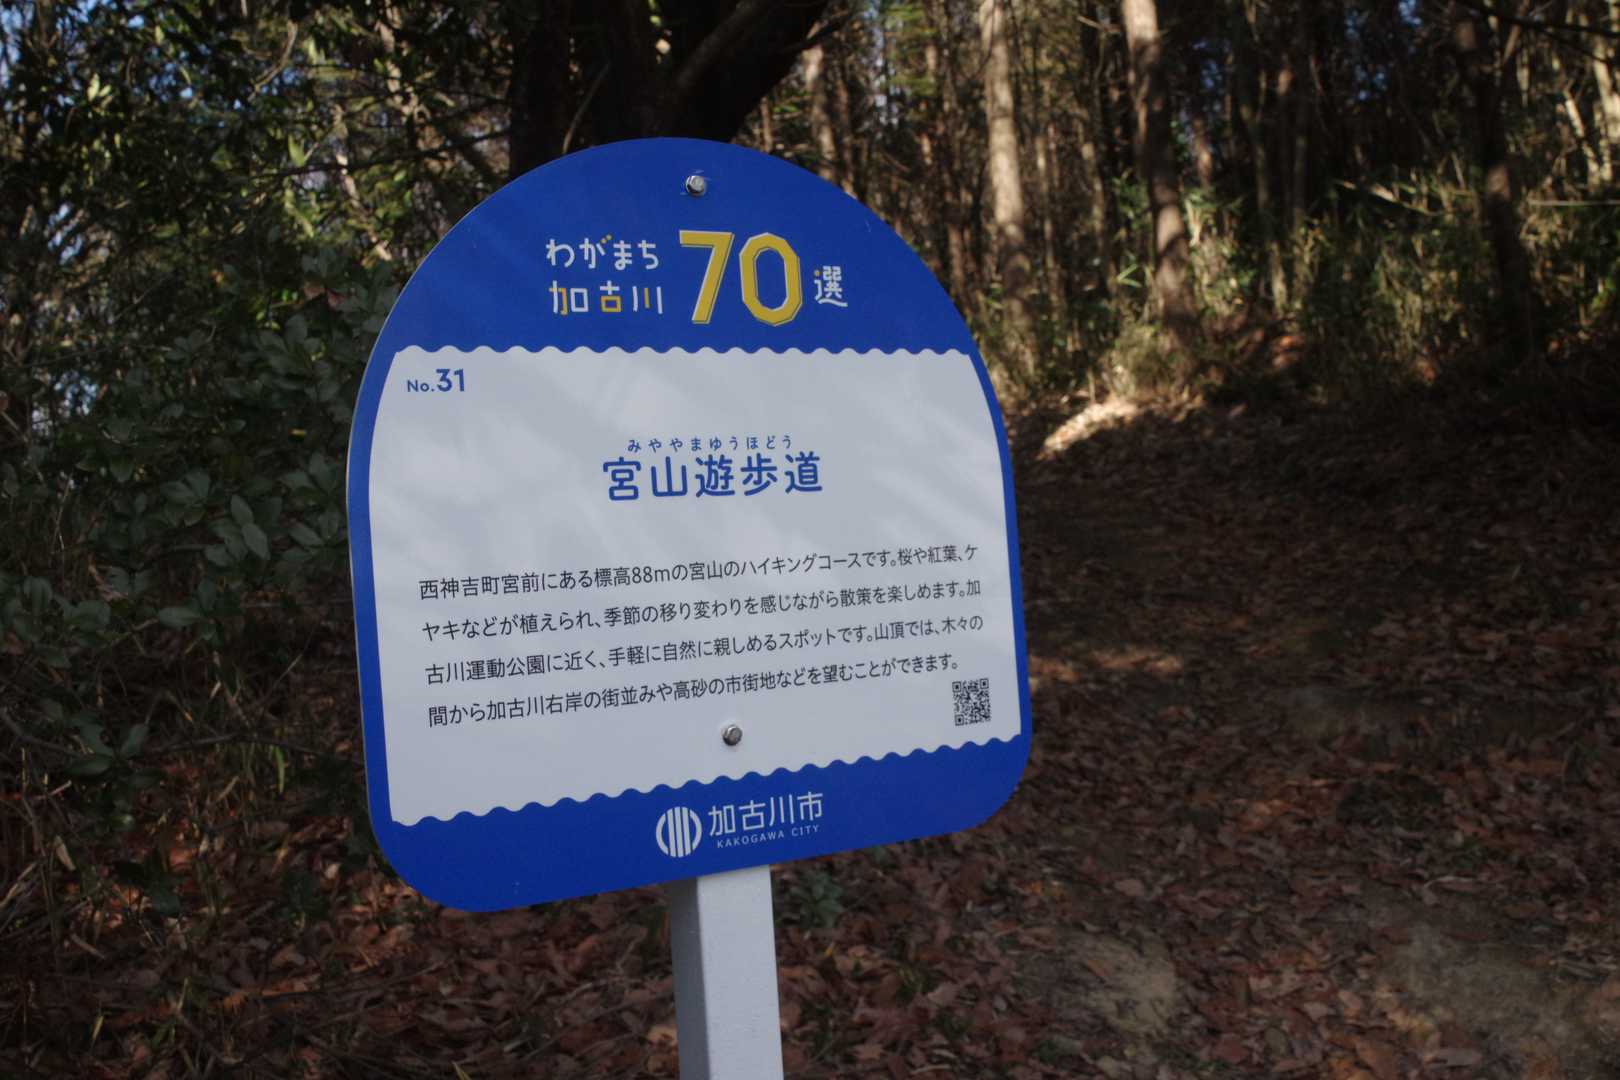 わがまち
加古川
70選
No.31
みややまゆうほどう
宮山遊歩道
西神吉町宮前にある標高88mの宮山のハイキングコースです。桜や紅葉、ケ
ヤキなどが植えられ、季節の移り変わりを感じながら散策を楽しめます。加
古川運動公園に近く、手軽に自然に親しめるスポットです。山頂では、木々の
間から加古川右岸の街並みや高砂の市街地などを望むことができます。
加古川市
KAKOGAWA CITY